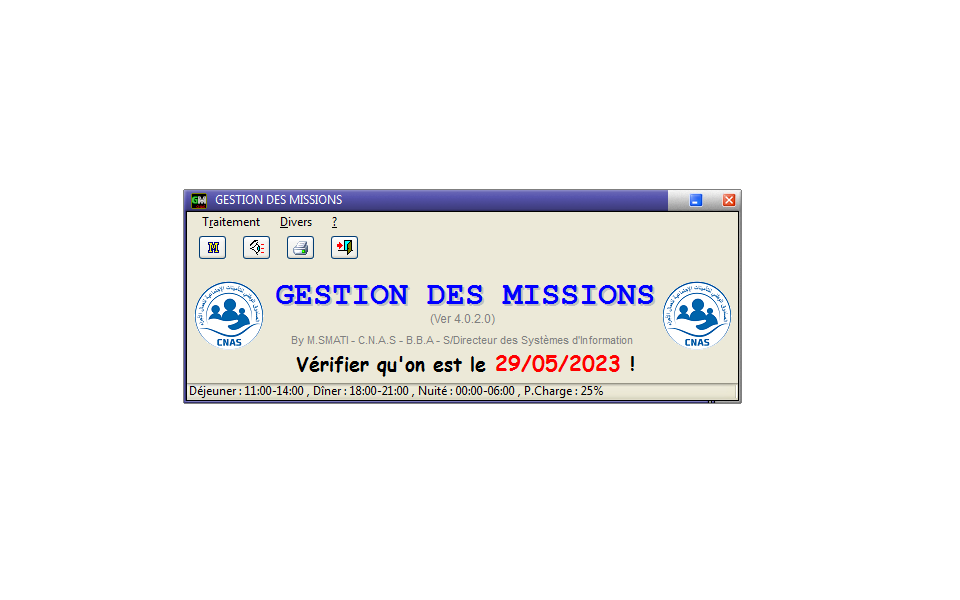 GM GESTION DES MISSIONS
Traitement Divers ?
M
GESTION DES MISSIONS
(Ver 4.0.2.0)
CNAS CNAS
By M.SMATI - C.N.A.S - B.B.A - S/Directeur des Systèmes d'Information
Vérifier qu'on est le 29/05/2023 !
Déjeuner : 11:00-14:00 , Dîner : 18:00-21:00 , Nuité : 00:00-06:00 , P.Charge : 25%